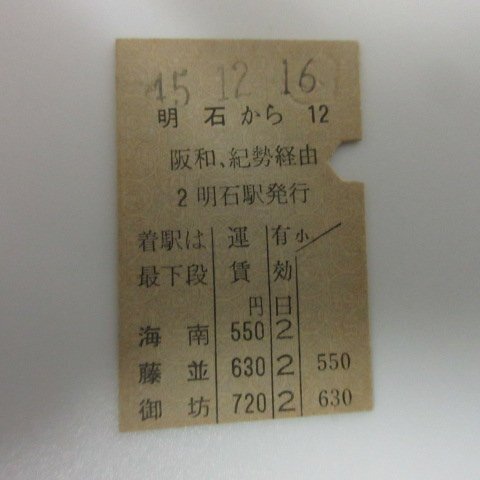 45 12 16
明石から 12
阪和、紀勢経由
2 明石駅発行
着駅は 運 有 小
最下段 賃 効
円 日
海南 550 2
藤並 630 2 550
御坊 720 2 630